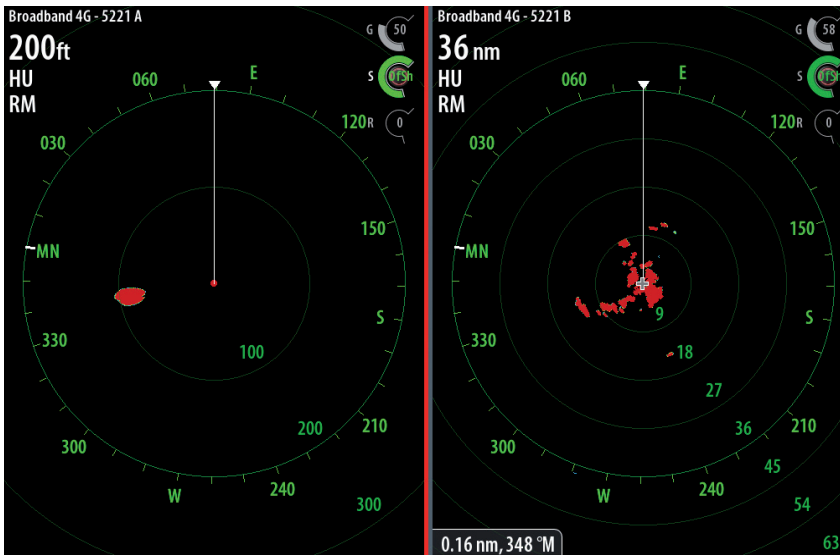 Broadband 4G - 5221 A
200ft
HU
RM
G 50
S OfSh
R 0
E
060
120
030
150
MN
S
330
100
200
210
300
W
240
300
Broadband 4G - 5221 B
36 nm
HU
RM
G 58
S OfSh
R 0
E
060
120
030
150
MN
S
9
330
18
27
36
210
300
45
W
240
54
63
0.16 nm, 348 °M